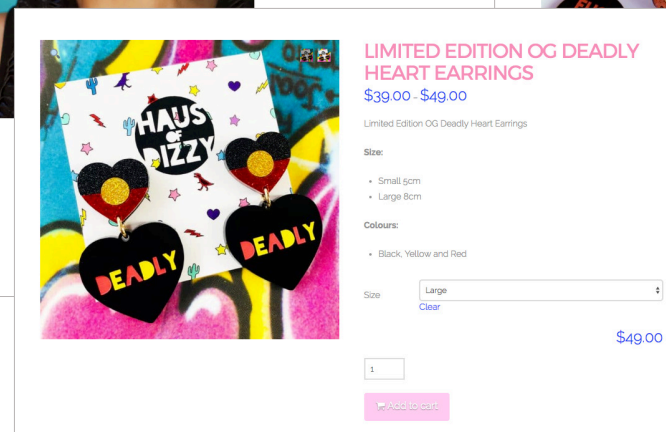 LIMITED EDITION OG DEADLY
HEART EARRINGS
$39.00 - $49.00
Limited Edition OG Deadly Heart Earrings
Size:
Small 5cm
Large 8cm
Colours:
Black, Yellow and Red
Size
Large
Clear
$49.00
1
Add to cart
HAUS
OF
DIZZY
DEADLY
DEADLY